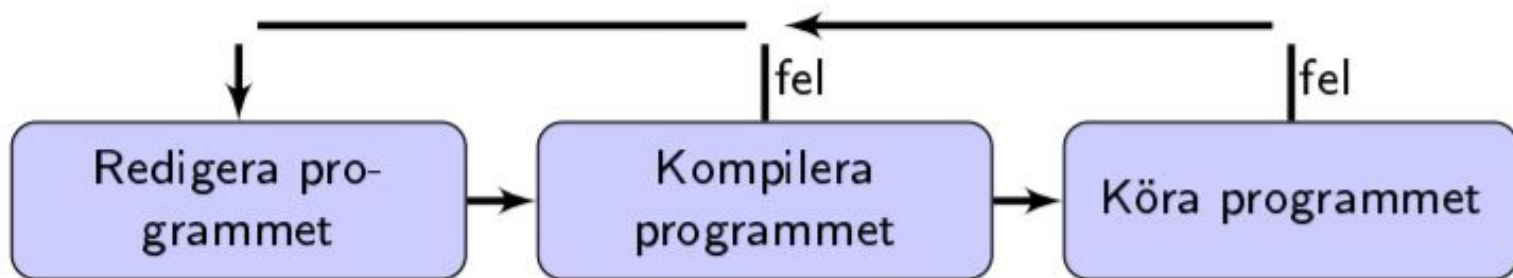 fel
fel
Redigera pro-
grammet
Kompilera
programmet
Köra programmet